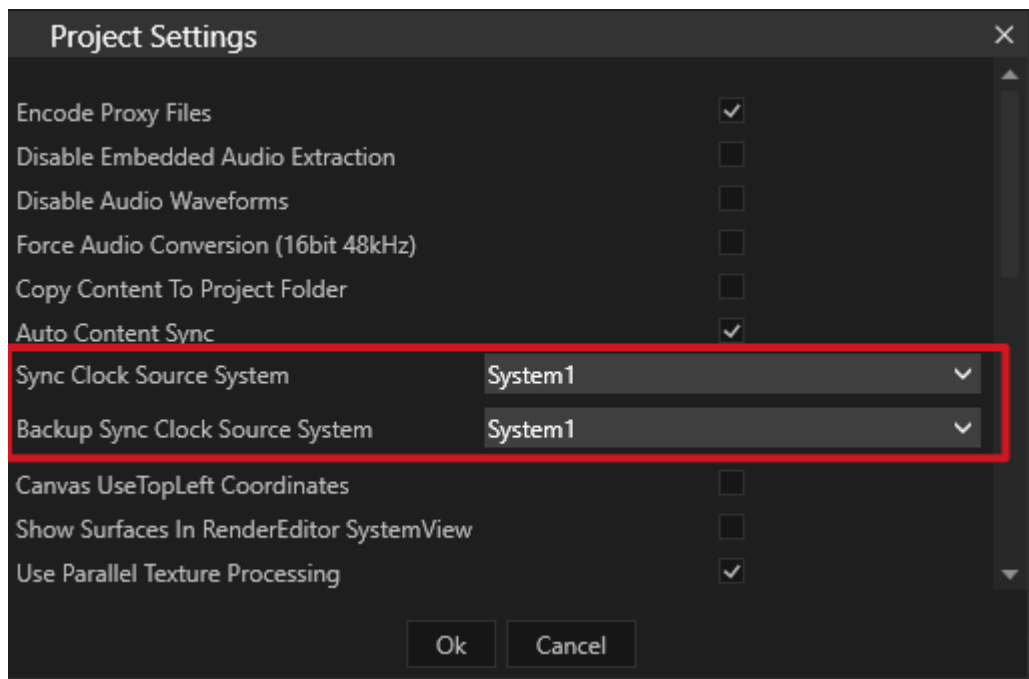 Project Settings
Encode Proxy Files
Disable Embedded Audio Extraction
Disable Audio Waveforms
Force Audio Conversion (16bit 48kHz)
Copy Content To Project Folder
Auto Content Sync
Sync Clock Source System System1
Backup Sync Clock Source System System1
Canvas UseTopLeft Coordinates
Show Surfaces In RenderEditor SystemView
Use Parallel Texture Processing
Ok Cancel